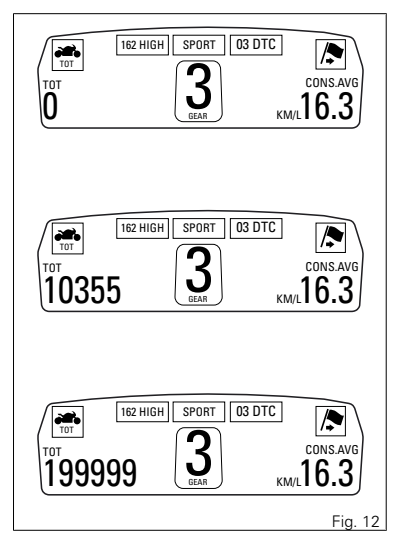 162 HIGH SPORT 03 DTC
TOT
TOT CONS.AVG
0 3 KM/L 16.3
GEAR
162 HIGH SPORT 03 DTC
TOT
TOT CONS.AVG
10355 3 KM/L 16.3
GEAR
162 HIGH SPORT 03 DTC
TOT
TOT CONS.AVG
199999 3 KM/L 16.3
GEAR
Fig. 12